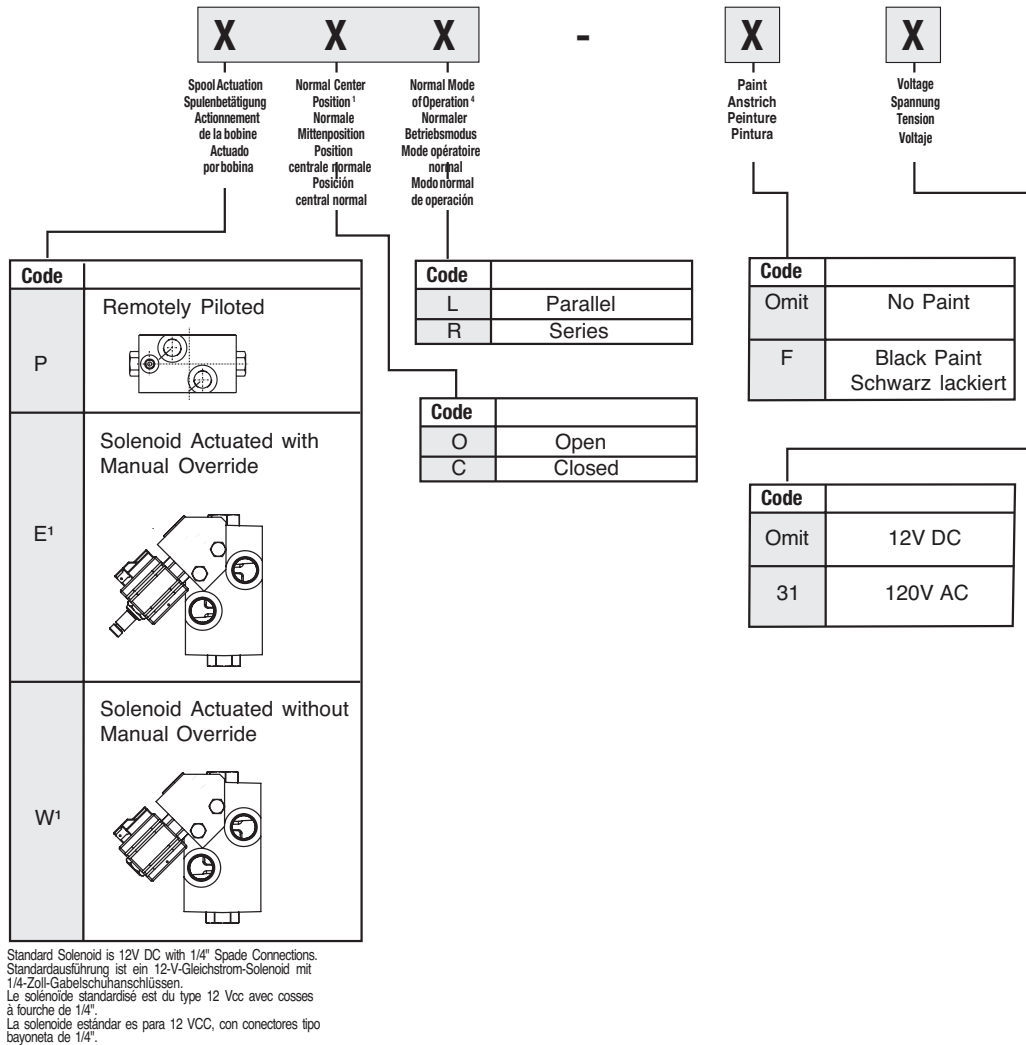 X X X - X X
Spool Actuation
Spulenbetätigung
Actionnement
de la bobine
Actuado
por bobina
Normal Center
Position ¹
Normale
Mittenposition
Position
centrale normale
Posición
central normal
Normal Mode
of Operation ⁴
Normaler
Betriebsmodus
Mode opératoire
normal
Modo normal
de operación
Paint
Anstrich
Peinture
Pintura
Voltage
Spannung
Tension
Voltaje
Code
P Remotely Piloted
E¹ Solenoid Actuated with
Manual Override
W¹ Solenoid Actuated without
Manual Override
Code
L Parallel
R Series
Code
O Open
C Closed
Code
Omit No Paint
F Black Paint
Schwarz lackiert
Code
Omit 12V DC
31 120V AC
Standard Solenoid is 12V DC with 1/4" Spade Connections.
Standardausführung ist ein 12-V-Gleichstrom-Solenoid mit
1/4-Zoll-Gabelschuhanschlüssen.
Le solénoïde standardisé est du type 12 Vcc avec cosses
à fourche de 1/4".
La solenoide estándar es para 12 VCC, con conectores tipo
bayoneta de 1/4".